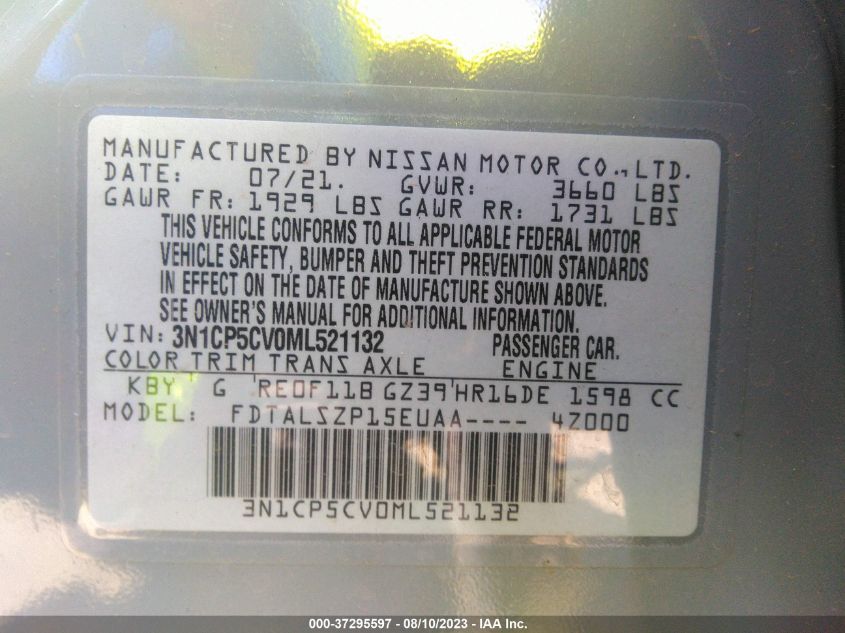 MANUFACTURED BY NISSAN MOTOR CO., LTD.
DATE: 07/21. GVWR: 3660 LBS
GAWR FR: 1929 LBS GAWR RR: 1731 LBS
THIS VEHICLE CONFORMS TO ALL APPLICABLE FEDERAL MOTOR
VEHICLE SAFETY, BUMPER AND THEFT PREVENTION STANDARDS
IN EFFECT ON THE DATE OF MANUFACTURE SHOWN ABOVE.
SEE OWNER'S MANUAL FOR ADDITIONAL INFORMATION.
VIN: 3N1CP5CV0ML521132 PASSENGER CAR.
COLOR TRIM TRANS AXLE ENGINE
KBY G RE0F11B GZ39 HR16DE 1598 CC
MODEL: FDTALSZP15EUAA---- 4Z000
3N1CP5CV0ML521132
000-37295597 - 08/10/2023 - IAA Inc.